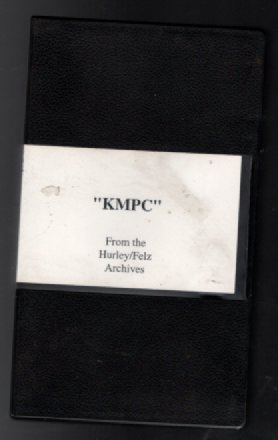 "KMPC"
From the
Hurley/Felz
Archives